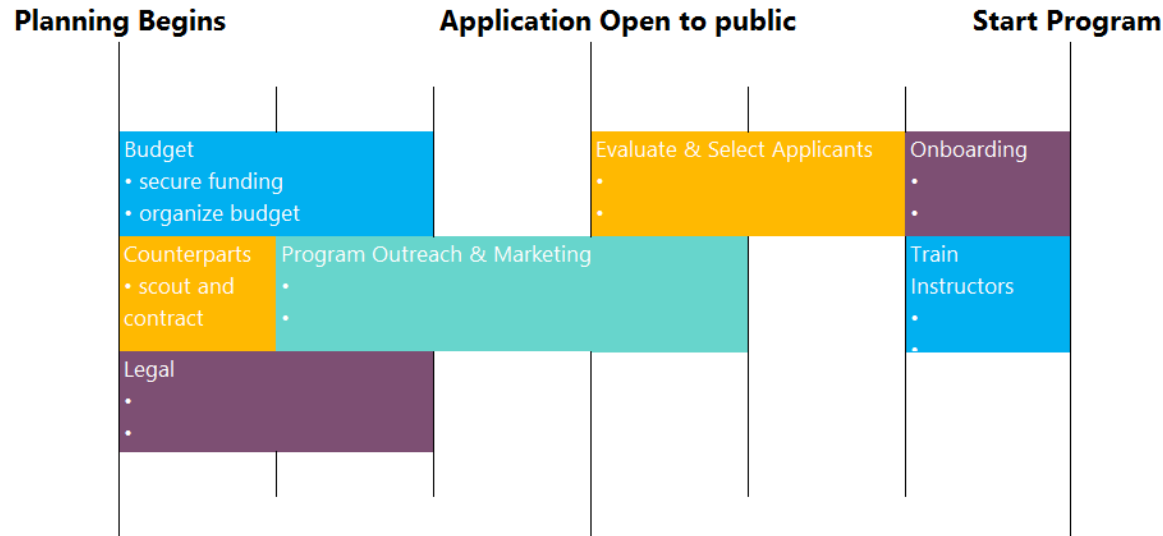 Planning Begins
Application Open to public
Start Program
Budget
• secure funding
• organize budget
Evaluate & Select Applicants
•
•
Onboarding
•
•
Counterparts
• scout and
contract
Program Outreach & Marketing
•
•
Train
Instructors
•
•
Legal
•
•